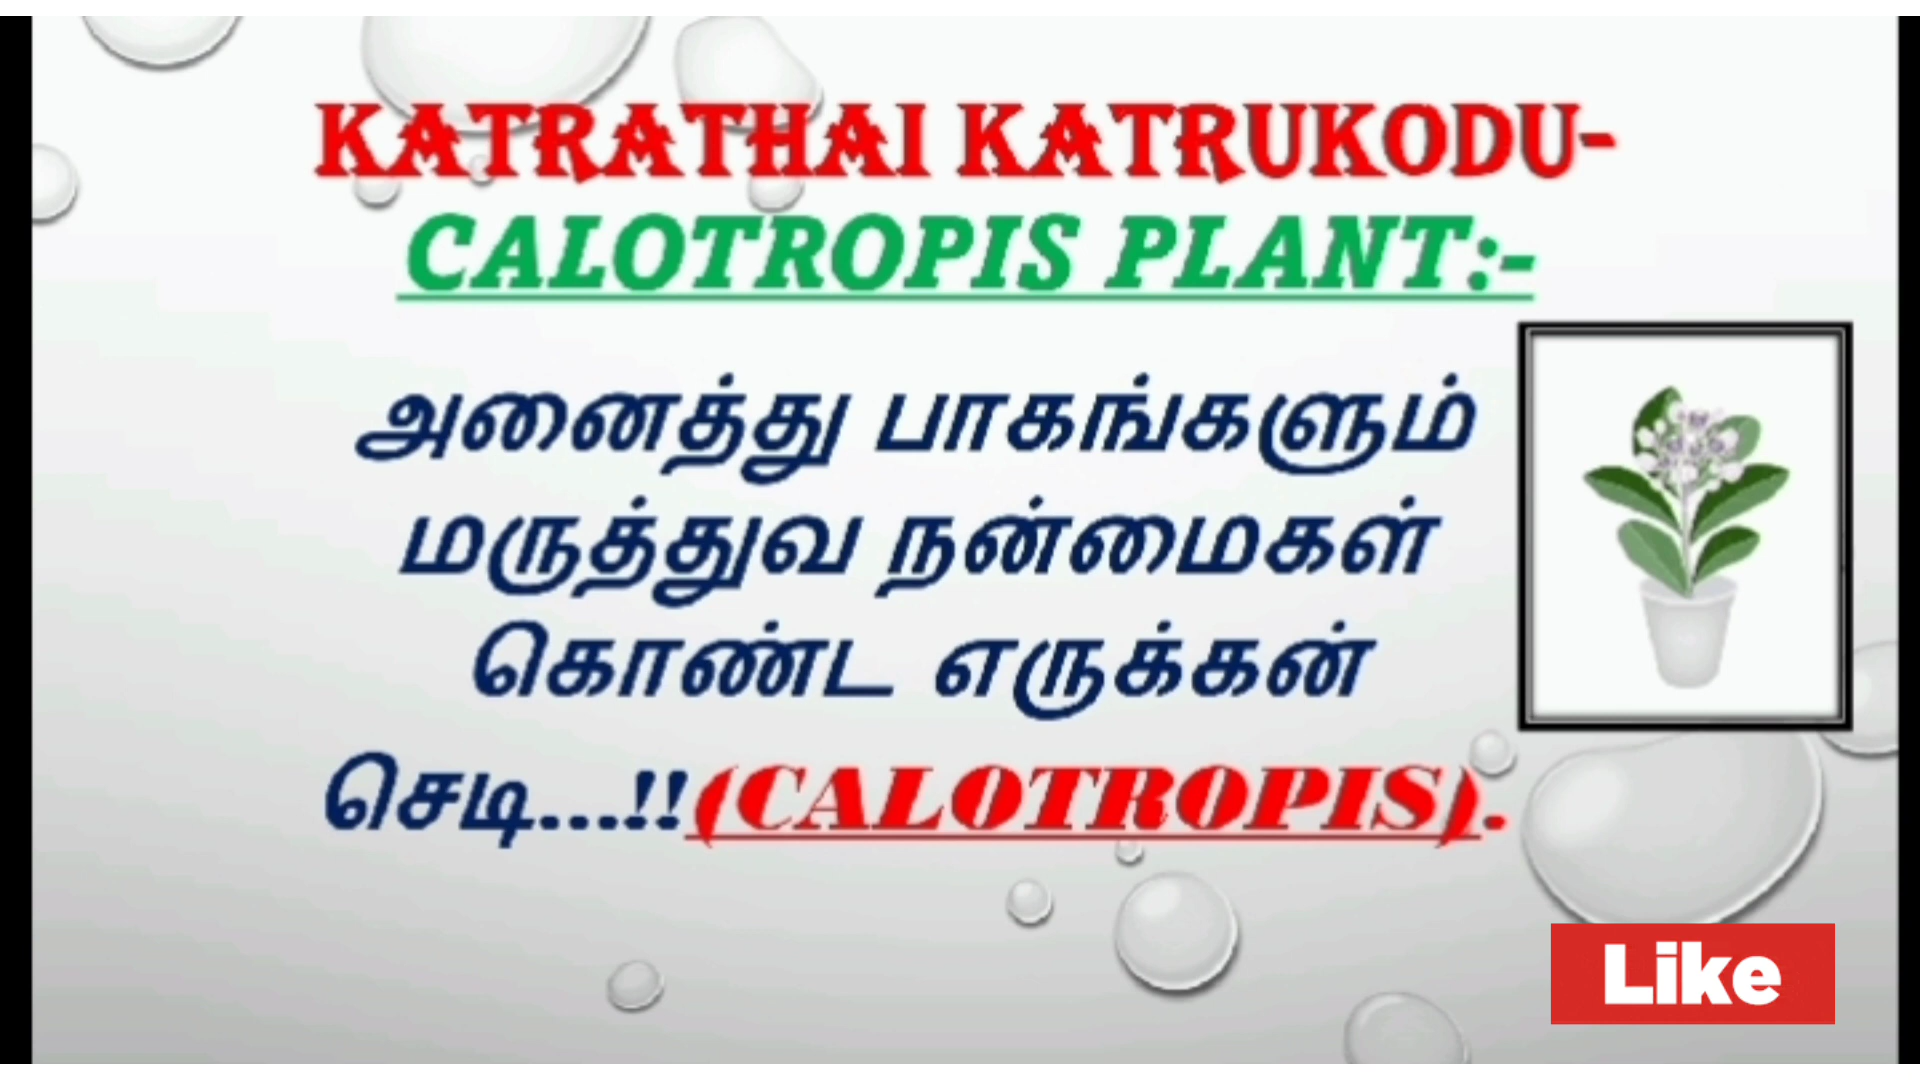 KATRATHAI KATRUKODU-
CALOTROPIS PLANT:-
அனைத்து பாகங்களும்
மருத்துவ நன்மைகள்
கொண்ட எருக்கன்
செடி...!!(CALOTROPIS).
Like